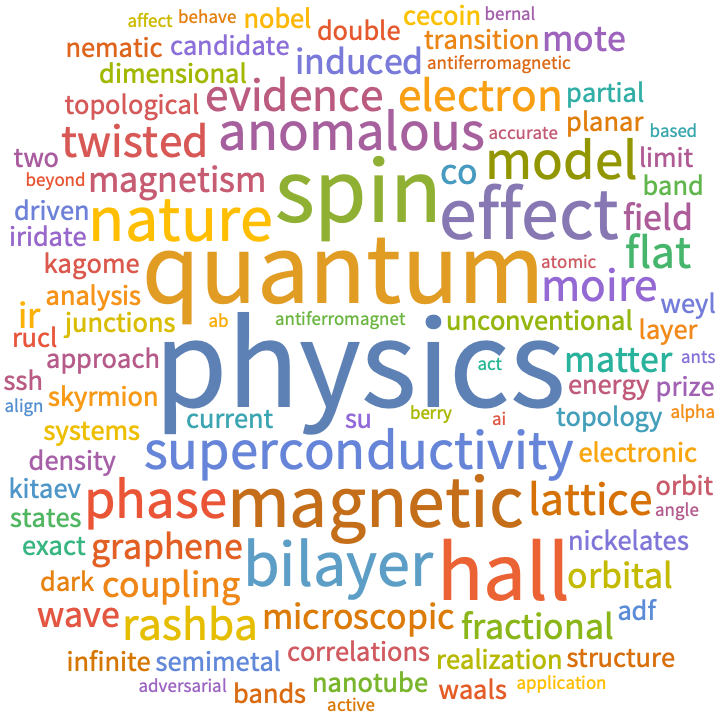 affect behave nobel double cecoin bernal
nematic candidate induced transition mote
dimensional antiferromagnetic
topological evidence electron partial
twisted anomalous accurate planar based
two co model limit
beyond magnetism spin effect band
driven nature field
iridate flat
kagome quantum atomic
analysis moire weyl
ir junctions ab antiferromagnet unconventional layer
rucl physics
approach act matter ants
ssh skyrmion energy prize
align current su berry ai topology alpha
systems superconductivity electronic
density
kitaev phase magnetic lattice orbit
states angle
exact graphene bilayer hall nickelates
dark coupling orbital
wave rashba microscopic fractional adf
infinite semimetal correlations realization structure
adversarial bands nanotube waals application
active